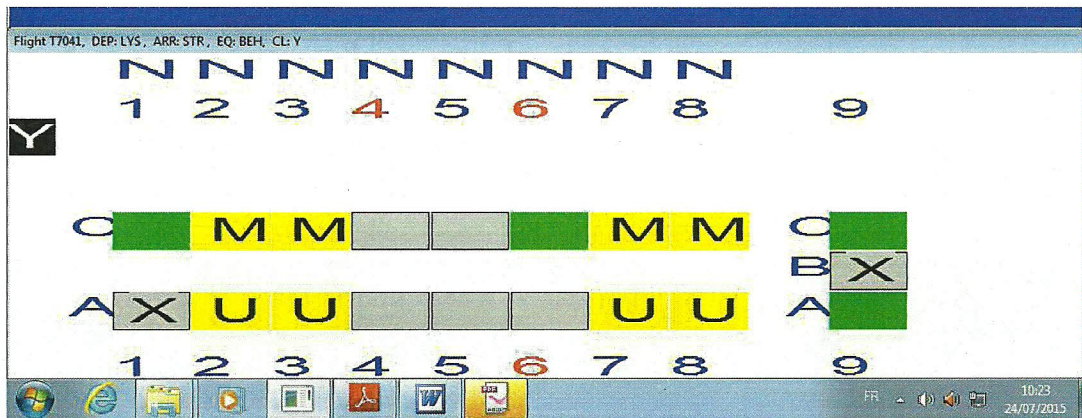 Flight T7041, DEP: LYS, ARR: STR, EQ: BEH, CL: Y
N N N N N N N N
1 2 3 4 5 6 7 8 9
Y
C M M M M C
B X
A X U U U U A
1 2 3 4 5 6 7 8 9
FR 10:23
24/07/2015